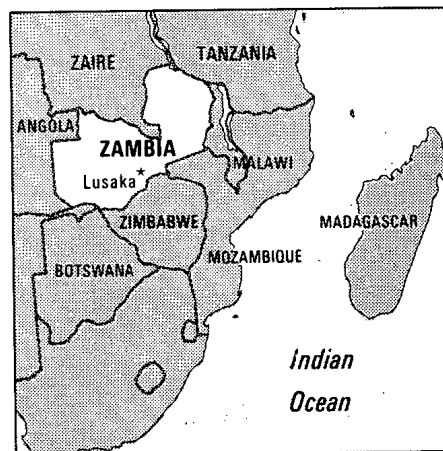 ZAIRE
TANZANIA
ANGOLA
ZAMBIA
MALAWI
Lusaka
ZIMBABWE
MADAGASCAR
MOZAMBIQUE
BOTSWANA
Indian
Ocean